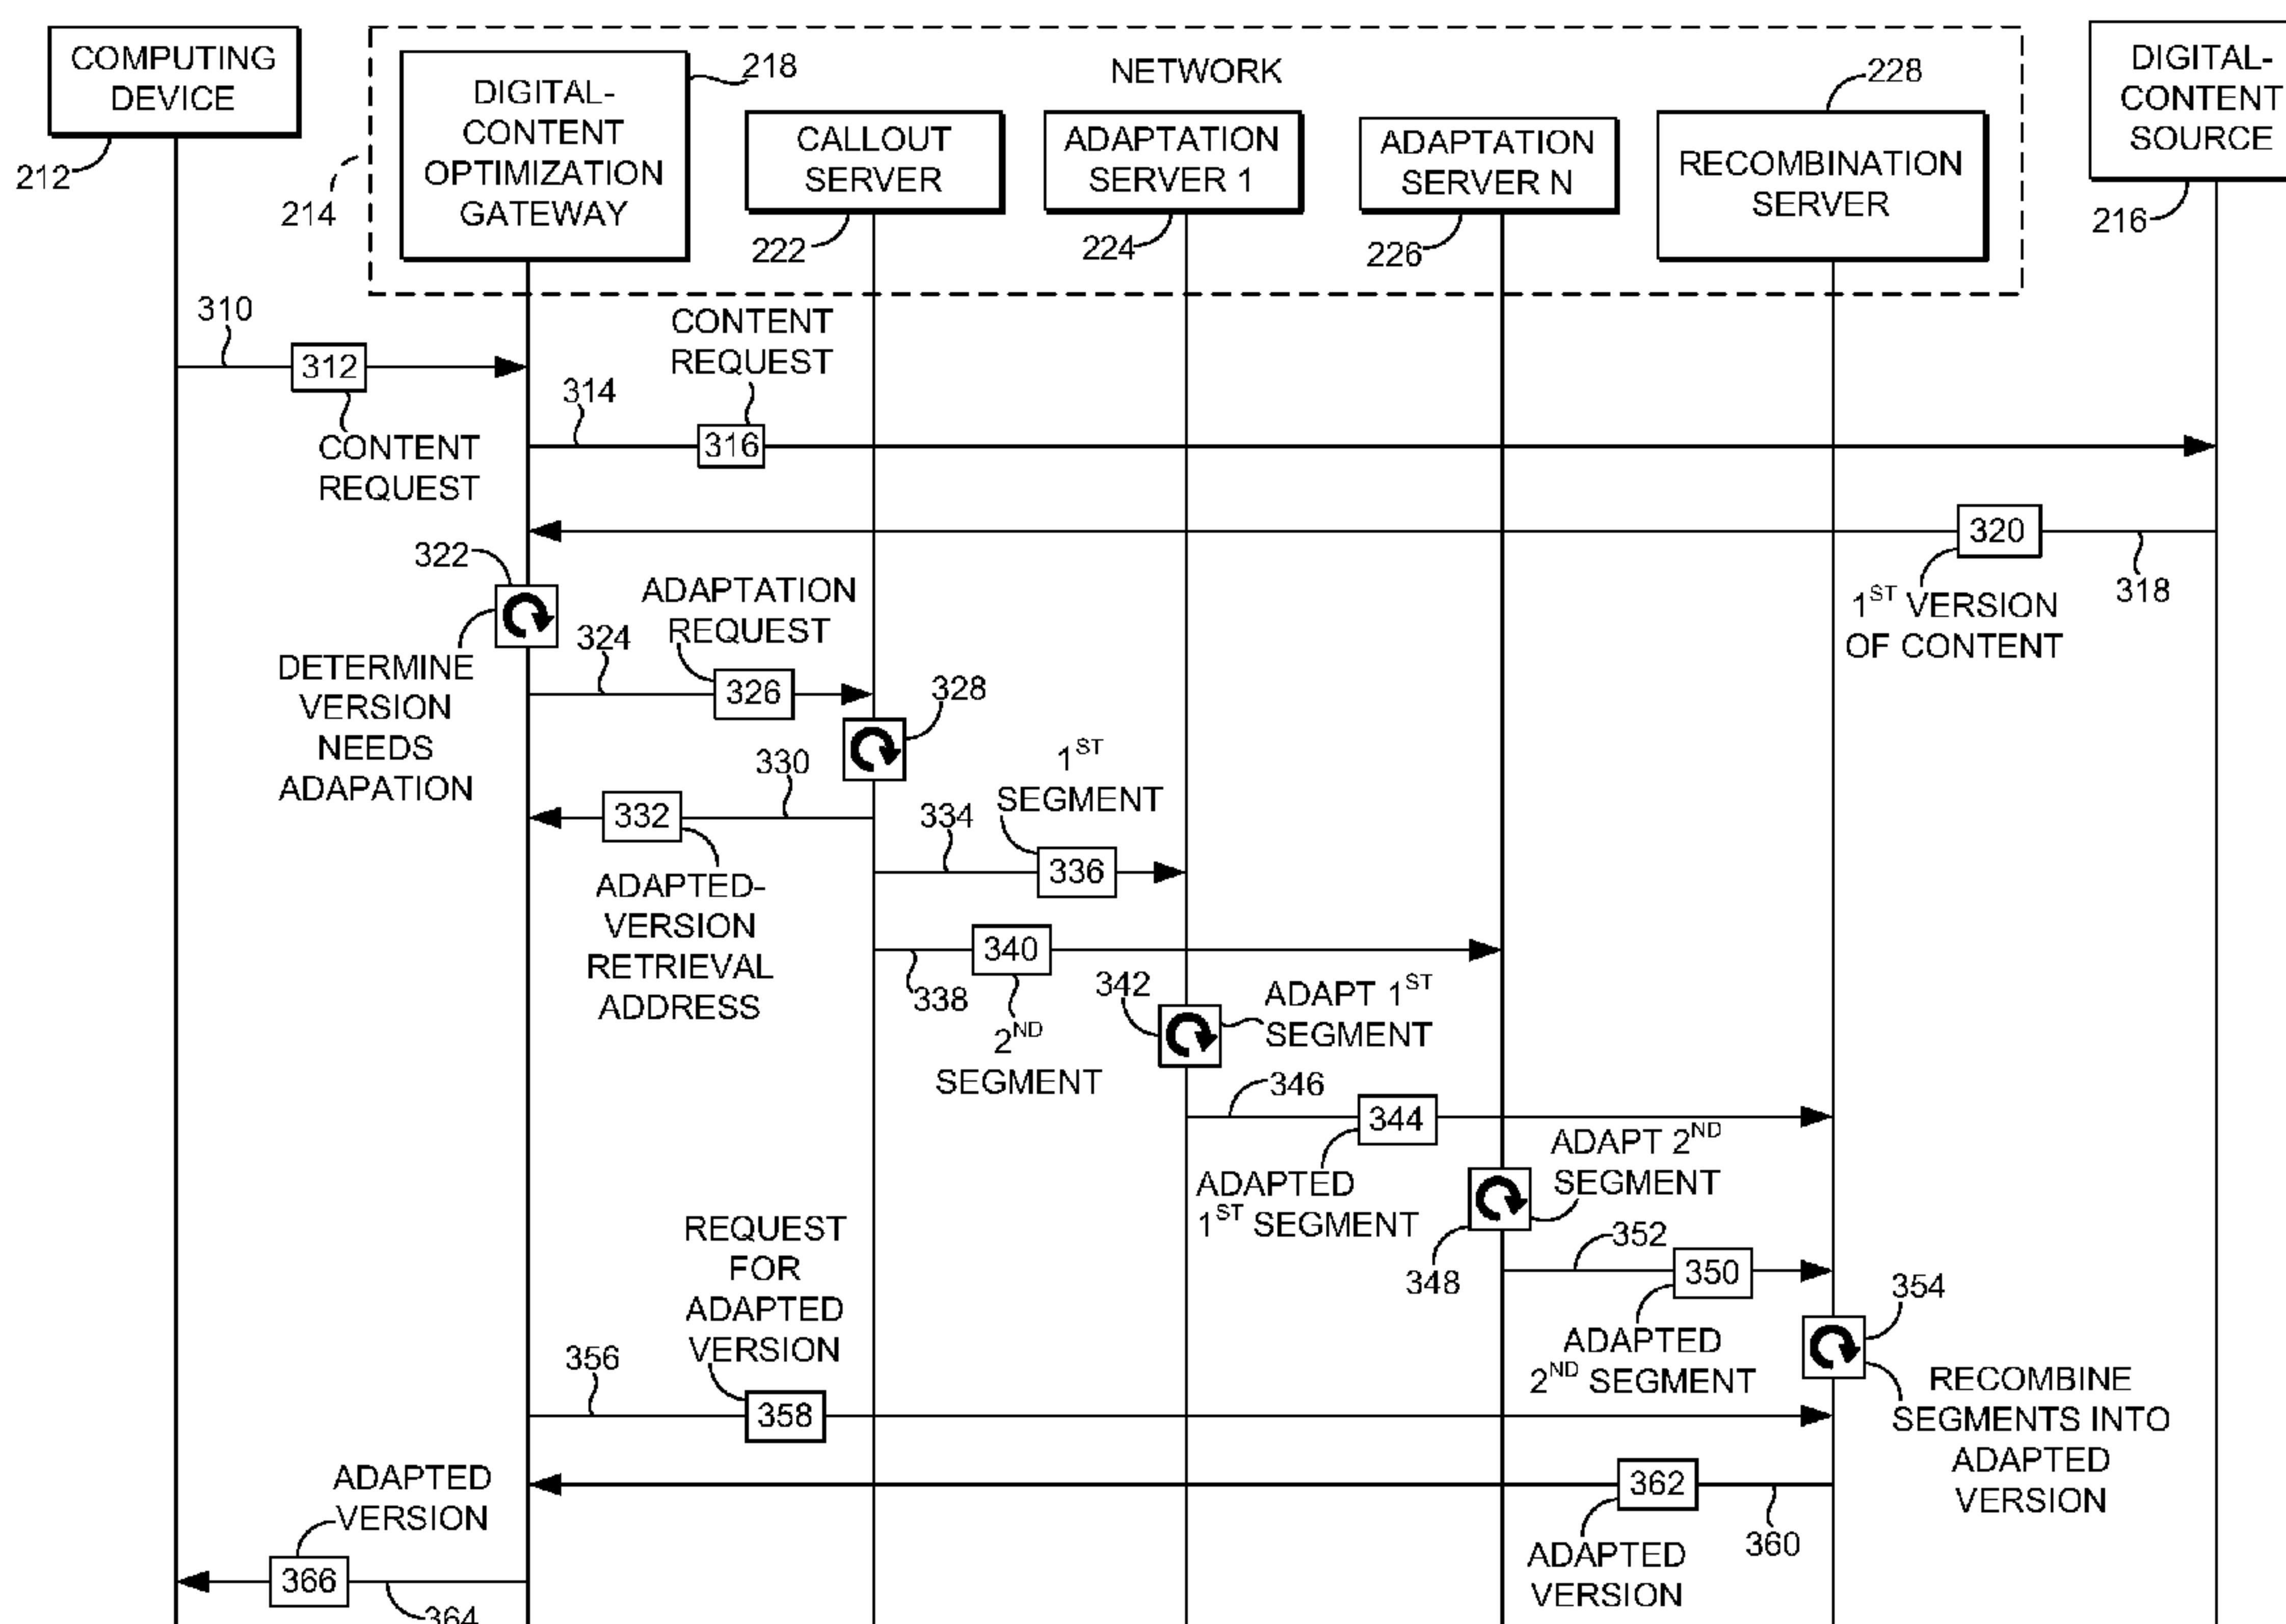 COMPUTING
DEVICE
212
214
DIGITAL-
CONTENT
OPTIMIZATION
GATEWAY
218
NETWORK
CALLOUT
SERVER
222
ADAPTATION
SERVER 1
224
ADAPTATION
SERVER N
226
RECOMBINATION
SERVER
228
DIGITAL-
CONTENT
SOURCE
216
310
312
CONTENT
REQUEST
CONTENT
REQUEST
314
316
320
318
1ST VERSION
OF CONTENT
322
DETERMINE
VERSION
NEEDS
ADAPATION
ADAPTATION
REQUEST
324
326
328
330
332
ADAPTED-
VERSION
RETRIEVAL
ADDRESS
1ST
SEGMENT
334
336
340
338
2ND
SEGMENT
342
ADAPT 1ST
SEGMENT
346
344
ADAPTED
1ST SEGMENT
ADAPT 2ND
SEGMENT
348
352
350
ADAPTED
2ND SEGMENT
354
RECOMBINE
SEGMENTS INTO
ADAPTED
VERSION
REQUEST
FOR
ADAPTED
VERSION
356
358
362
360
ADAPTED
VERSION
ADAPTED
VERSION
366
364